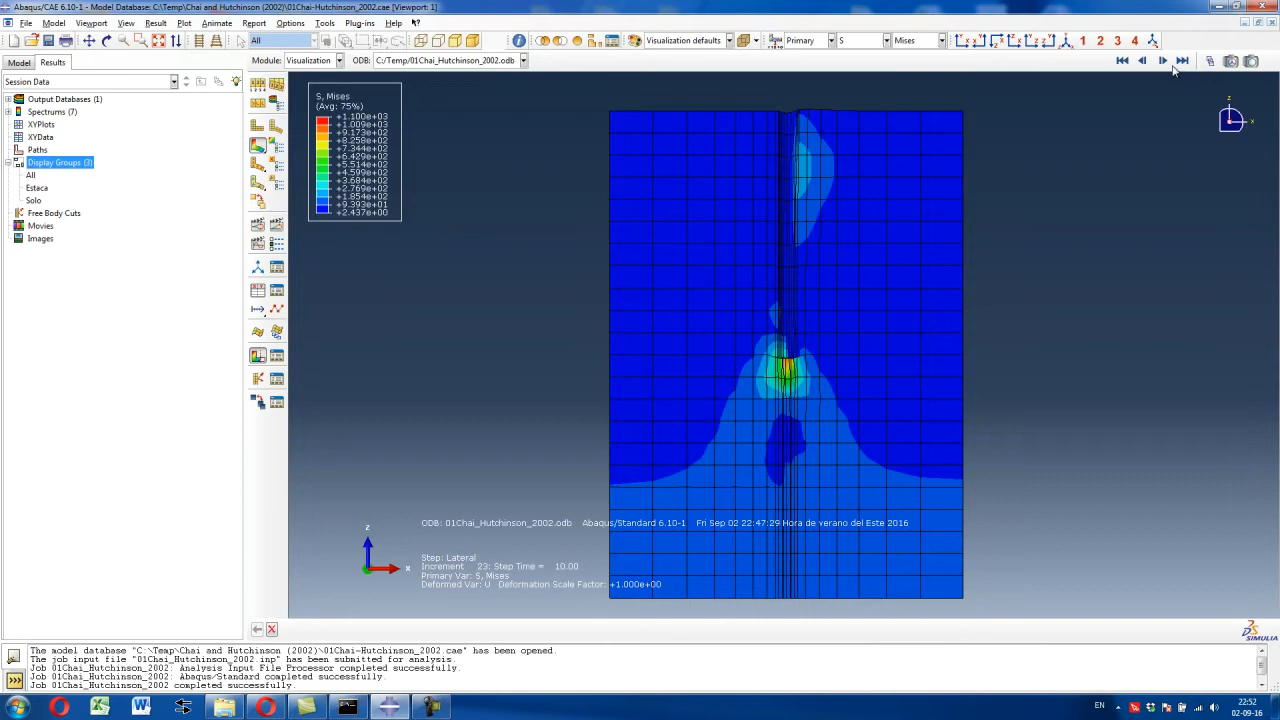 Abaqus/CAE 6.10-1 - Model Database: C:\Temp\Chai and Hutchinson (2002)\01Chai-Hutchinson_2002.cae [Viewport: 1]
File Model Viewport View Result Plot Animate Report Options Tools Plug-ins Help
All Visualization defaults Primary S Mises 1 2 3 4
Model Results Module: Visualization ODB: C:/Temp/01Chai_Hutchinson_2002.odb
Session Data
Output Databases (1)
Spectrums (7)
XYPlots
XYData
Paths
Display Groups (3)
All
Estaca
Solo
Free Body Cuts
Movies
Images
S, Mises
(Avg: 75%)
+1.100e+03
+1.009e+03
+9.173e+02
+8.258e+02
+7.344e+02
+6.429e+02
+5.514e+02
+4.599e+02
+3.684e+02
+2.769e+02
+1.854e+02
+9.393e+01
+2.437e+00
z
x
ODB: 01Chai_Hutchinson_2002.odb Abaqus/Standard 6.10-1 Fri Sep 02 22:47:29 Hora de verano del Este 2016
Step: Lateral
Increment 23: Step Time = 10.00
Primary Var: S, Mises
Deformed Var: U Deformation Scale Factor: +1.000e+00
z
x
SIMULIA
The model database "C:\Temp\Chai and Hutchinson (2002)\01Chai-Hutchinson_2002.cae" has been opened.
The job input file "01Chai_Hutchinson_2002.inp" has been submitted for analysis.
Job 01Chai_Hutchinson_2002: Analysis Input File Processor completed successfully.
Job 01Chai_Hutchinson_2002: Abaqus/Standard completed successfully.
Job 01Chai_Hutchinson_2002 completed successfully.
>>>
EN
22:52
02-09-16